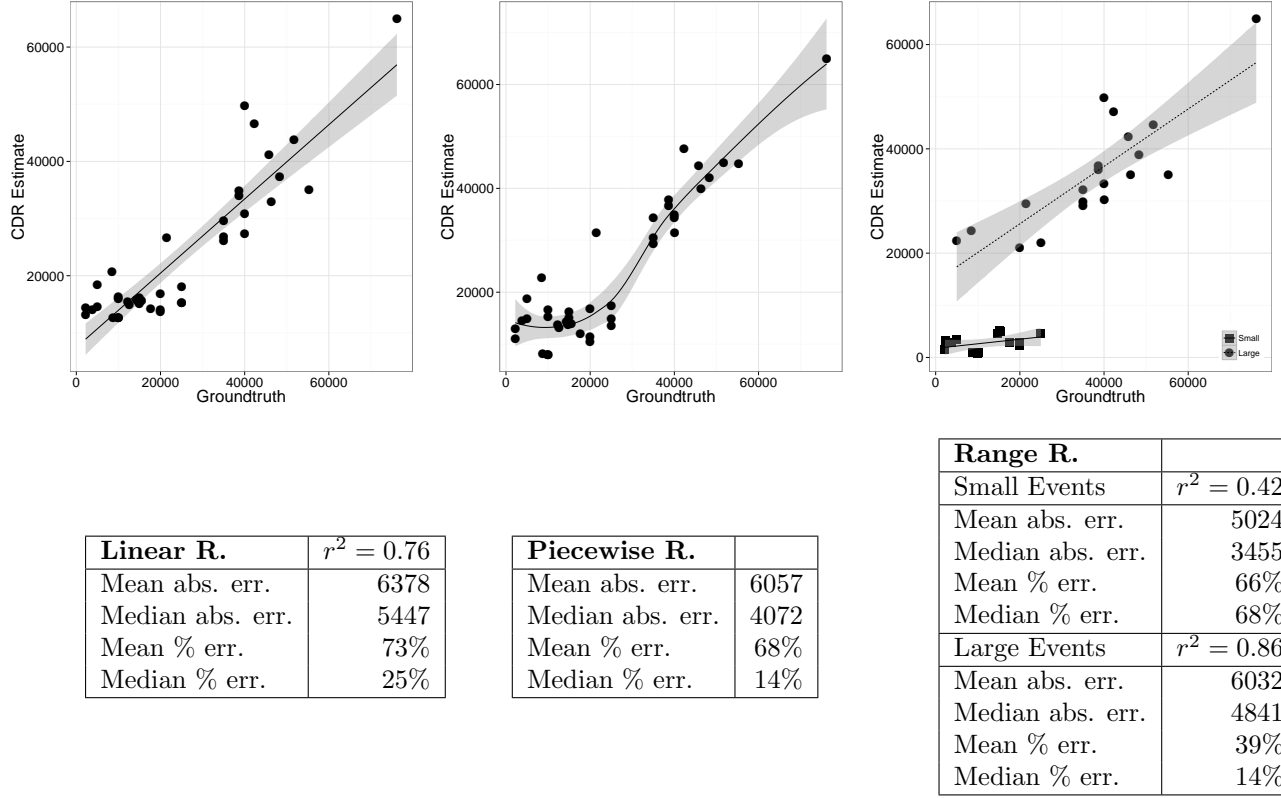 60000
40000
20000
CDR Estimate
0
20000
40000
60000
Groundtruth
60000
40000
20000
CDR Estimate
0
20000
40000
60000
Groundtruth
60000
40000
20000
0
CDR Estimate
Small
Large
0
20000
40000
60000
Groundtruth
Linear R. r² = 0.76
Mean abs. err. 6378
Median abs. err. 5447
Mean % err. 73%
Median % err. 25%
Piecewise R.
Mean abs. err. 6057
Median abs. err. 4072
Mean % err. 68%
Median % err. 14%
Range R.
Small Events r² = 0.42
Mean abs. err. 5024
Median abs. err. 3455
Mean % err. 66%
Median % err. 68%
Large Events r² = 0.86
Mean abs. err. 6032
Median abs. err. 4841
Mean % err. 39%
Median % err. 14%